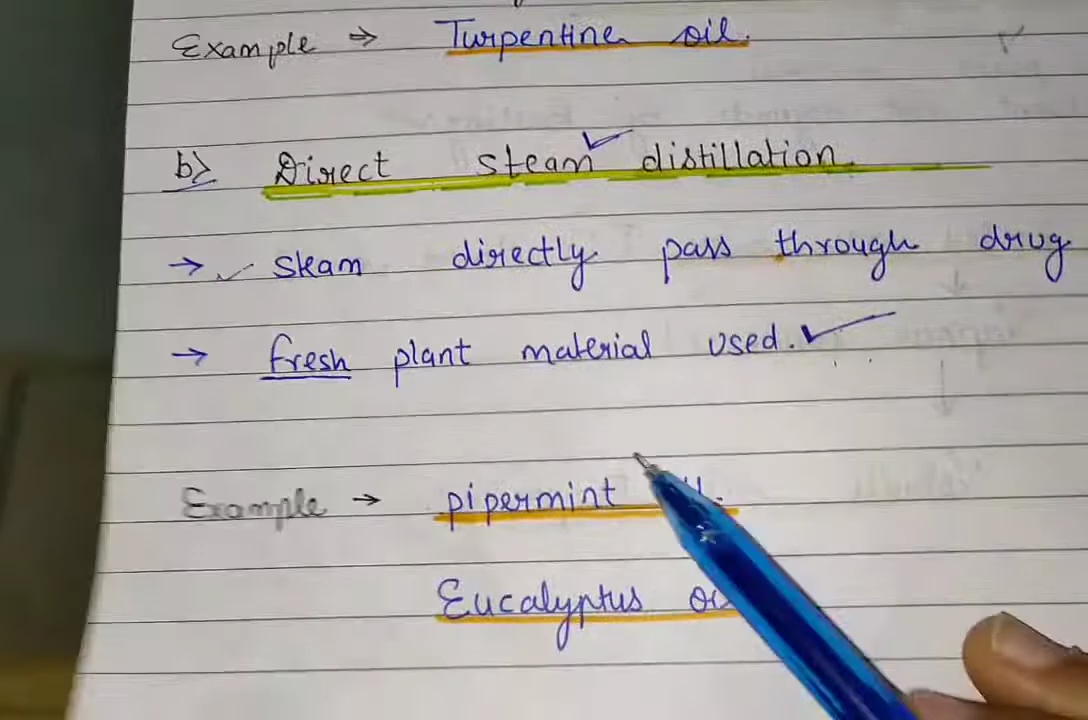 Example → Turpentine oil.
b) Direct steam distillation.
→ Steam directly pass through drug
→ fresh plant material used.
Example → pipermint
Eucalyptus